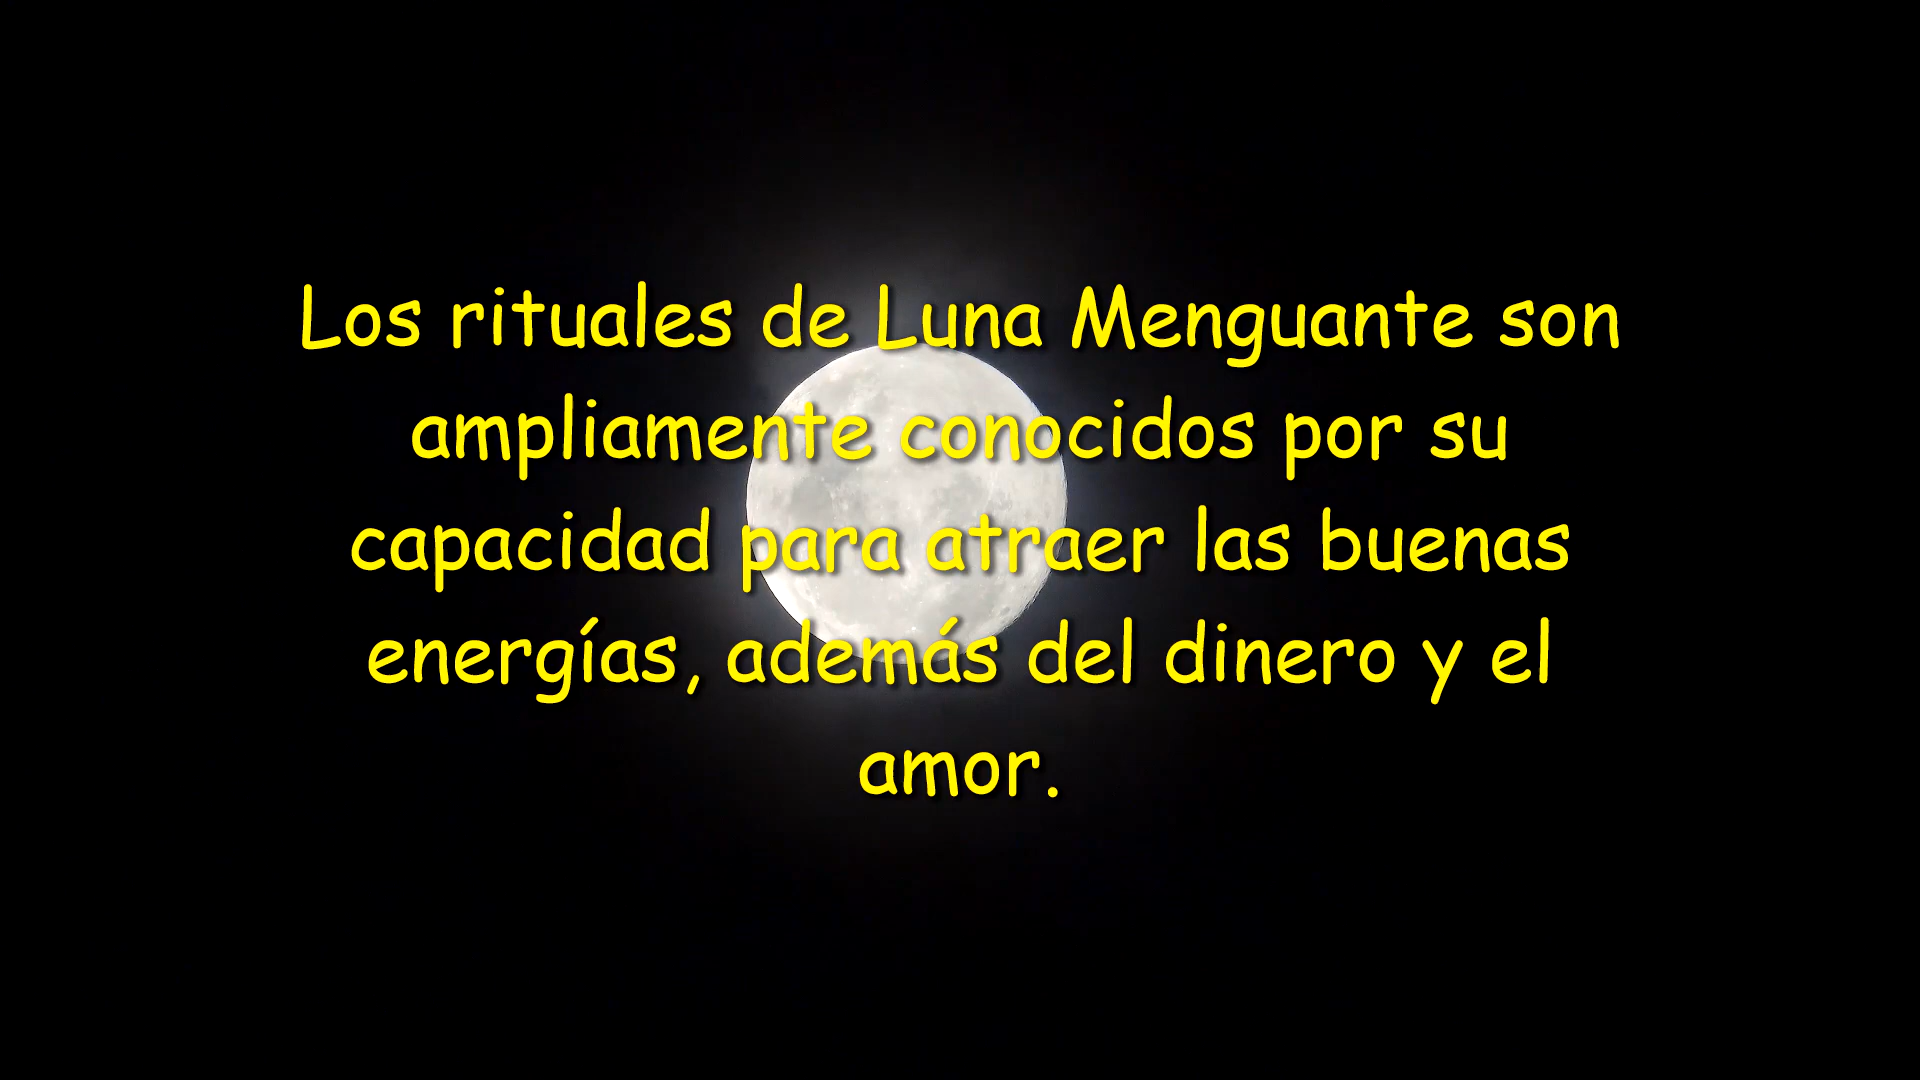 Los rituales de Luna Menguante son
ampliamente conocidos por su
capacidad para atraer las buenas
energías, además del dinero y el
amor.